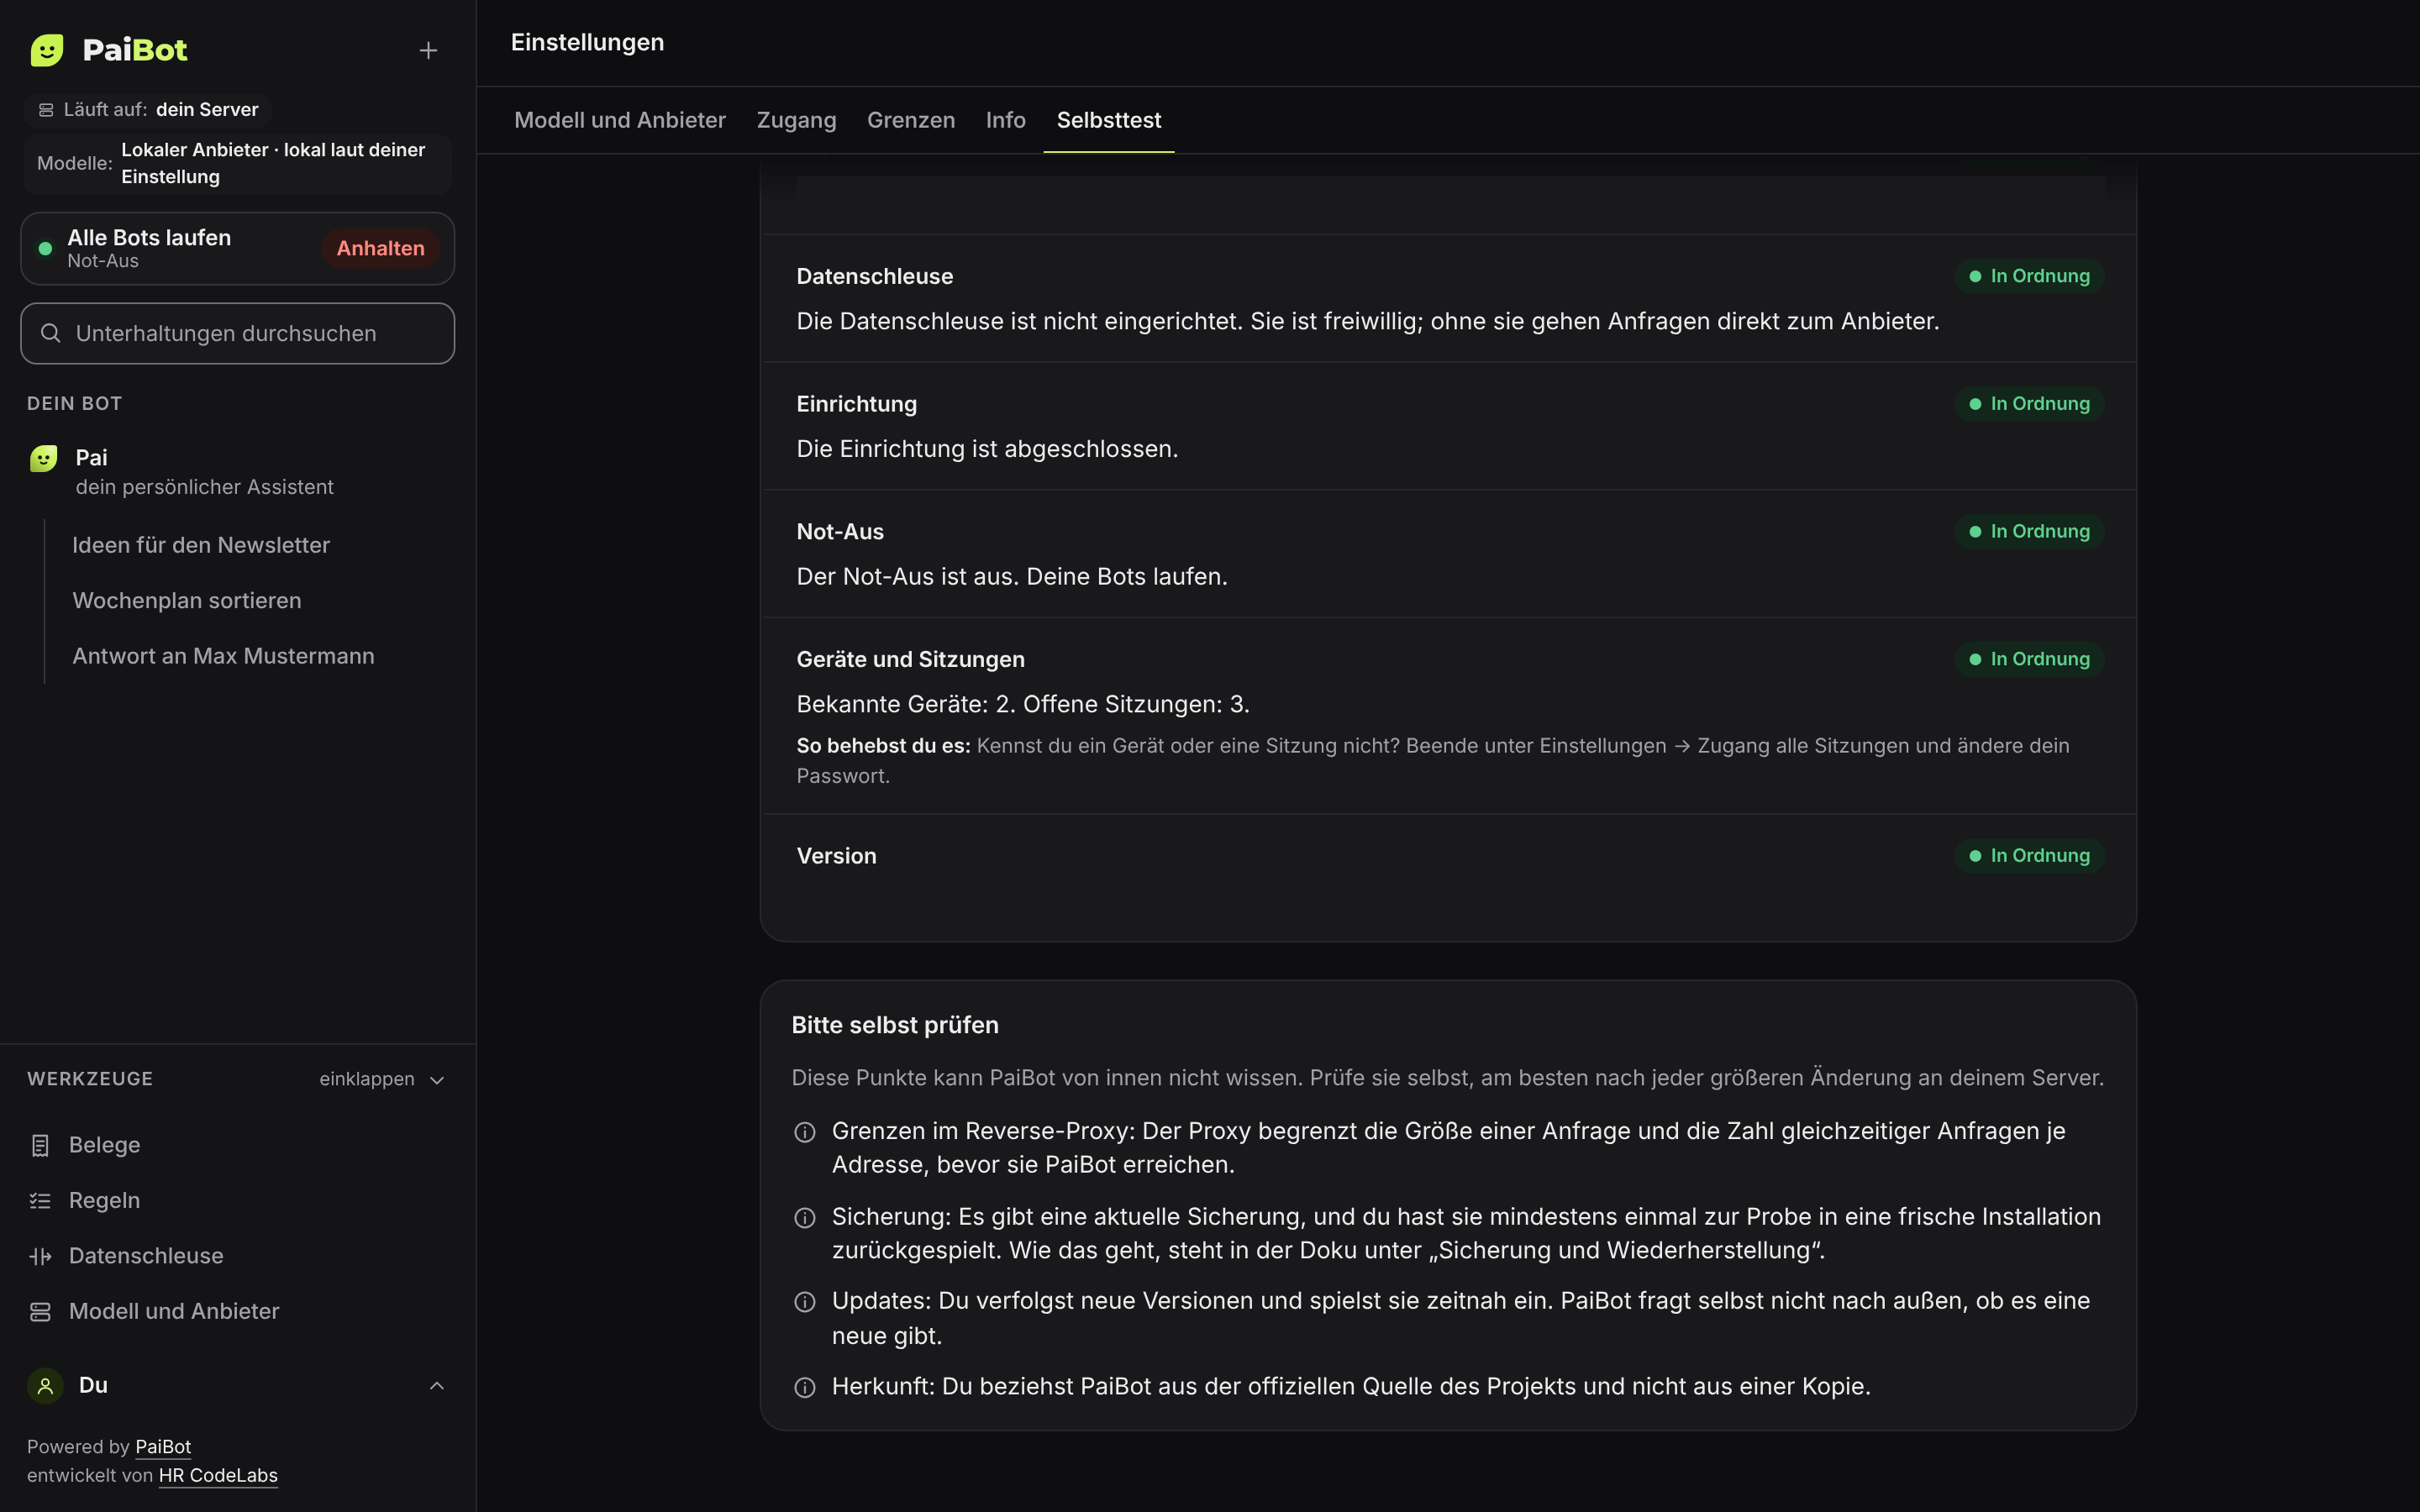 PaiBot
Läuft auf: dein Server
Modelle: Lokaler Anbieter · lokal laut deiner
Einstellung
Alle Bots laufen
Not-Aus
Anhalten
Unterhaltungen durchsuchen
DEIN BOT
Pai
dein persönlicher Assistent
Ideen für den Newsletter
Wochenplan sortieren
Antwort an Max Mustermann
WERKZEUGE
einklappen
Belege
Regeln
Datenschleuse
Modell und Anbieter
Du
Powered by PaiBot
entwickelt von HR CodeLabs
Einstellungen
Modell und Anbieter
Zugang
Grenzen
Info
Selbsttest
Datenschleuse
In Ordnung
Die Datenschleuse ist nicht eingerichtet. Sie ist freiwillig; ohne sie gehen Anfragen direkt zum Anbieter.
Einrichtung
In Ordnung
Die Einrichtung ist abgeschlossen.
Not-Aus
In Ordnung
Der Not-Aus ist aus. Deine Bots laufen.
Geräte und Sitzungen
In Ordnung
Bekannte Geräte: 2. Offene Sitzungen: 3.
So behebst du es: Kennst du ein Gerät oder eine Sitzung nicht? Beende unter Einstellungen → Zugang alle Sitzungen und ändere dein
Passwort.
Version
In Ordnung
Bitte selbst prüfen
Diese Punkte kann PaiBot von innen nicht wissen. Prüfe sie selbst, am besten nach jeder größeren Änderung an deinem Server.
Grenzen im Reverse-Proxy: Der Proxy begrenzt die Größe einer Anfrage und die Zahl gleichzeitiger Anfragen je
Adresse, bevor sie PaiBot erreichen.
Sicherung: Es gibt eine aktuelle Sicherung, und du hast sie mindestens einmal zur Probe in eine frische Installation
zurückgespielt. Wie das geht, steht in der Doku unter „Sicherung und Wiederherstellung“.
Updates: Du verfolgst neue Versionen und spielst sie zeitnah ein. PaiBot fragt selbst nicht nach außen, ob es eine
neue gibt.
Herkunft: Du beziehst PaiBot aus der offiziellen Quelle des Projekts und nicht aus einer Kopie.